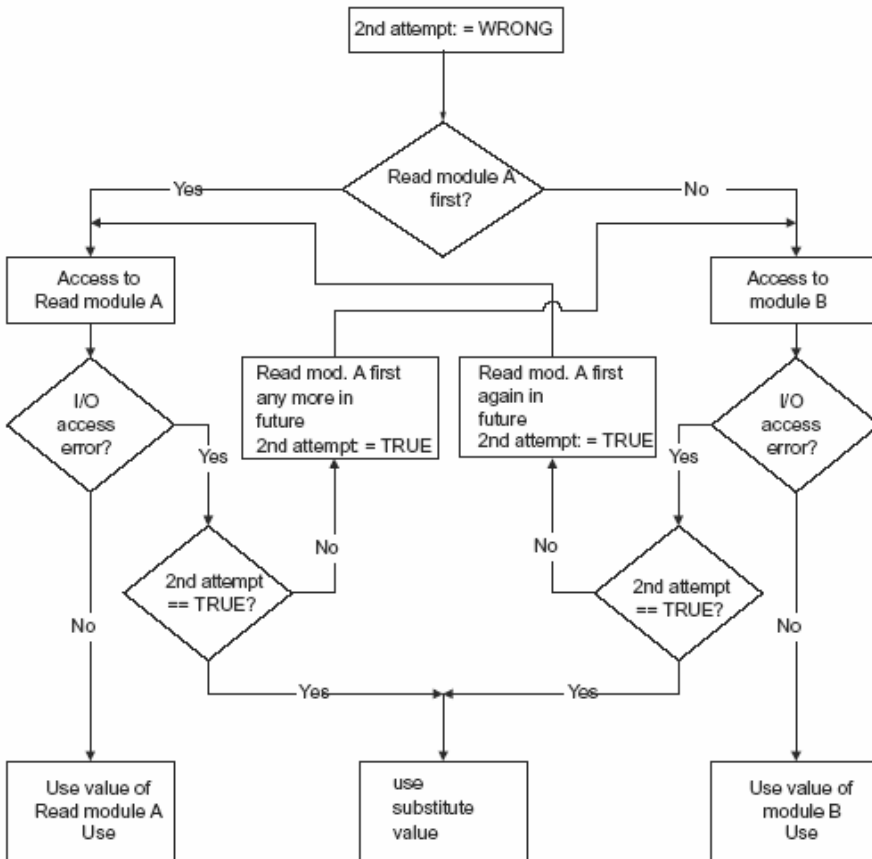 2nd attempt: = WRONG
Read module A
first?
Yes
No
Access to
Read module A
Access to
module B
I/O
access
error?
Read mod. A first
any more in
future
2nd attempt: = TRUE
Read mod. A first
again in
future
2nd attempt: = TRUE
I/O
access
error?
Yes
Yes
No
No
2nd attempt
== TRUE?
2nd attempt
== TRUE?
No
No
Yes
Yes
Use value of
Read module A
Use
use
substitute
value
Use value of
module B
Use